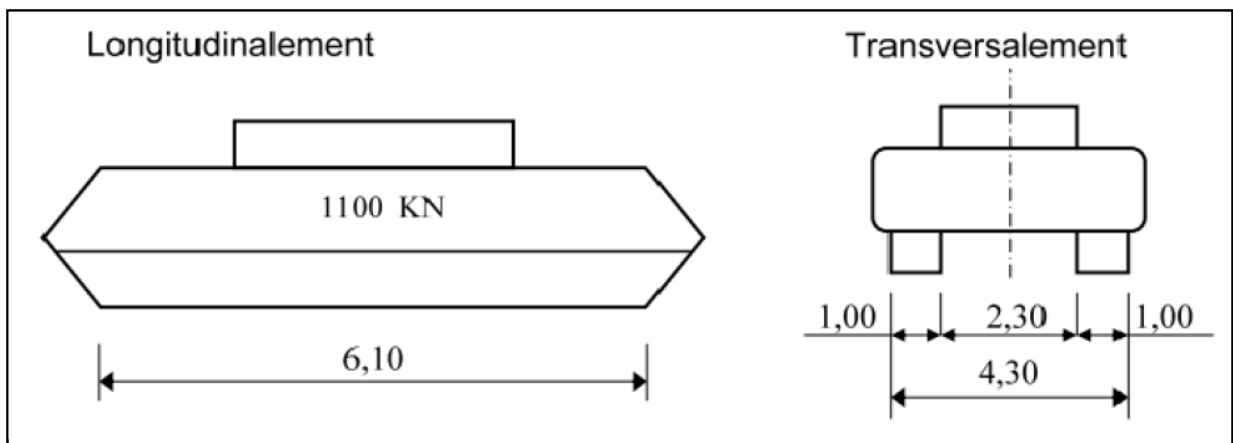 Longitudinalement
Transversalement
1100 KN
1,00
2,30
1,00
6,10
4,30